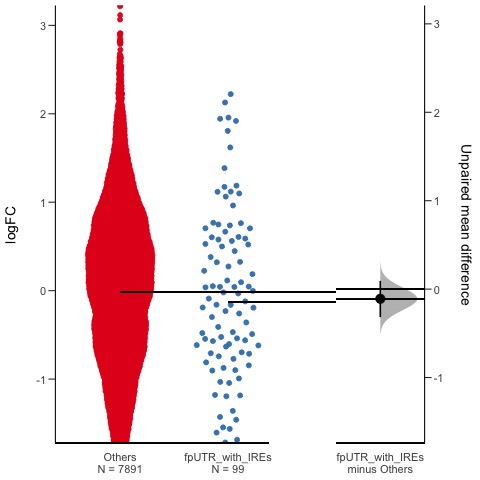 3
2
1
0
-1
logFC
3
2
1
0
-1
Unpaired mean difference
Others
N = 7891
fpUTR_with_IREs
N = 99
fpUTR_with_IREs
minus Others